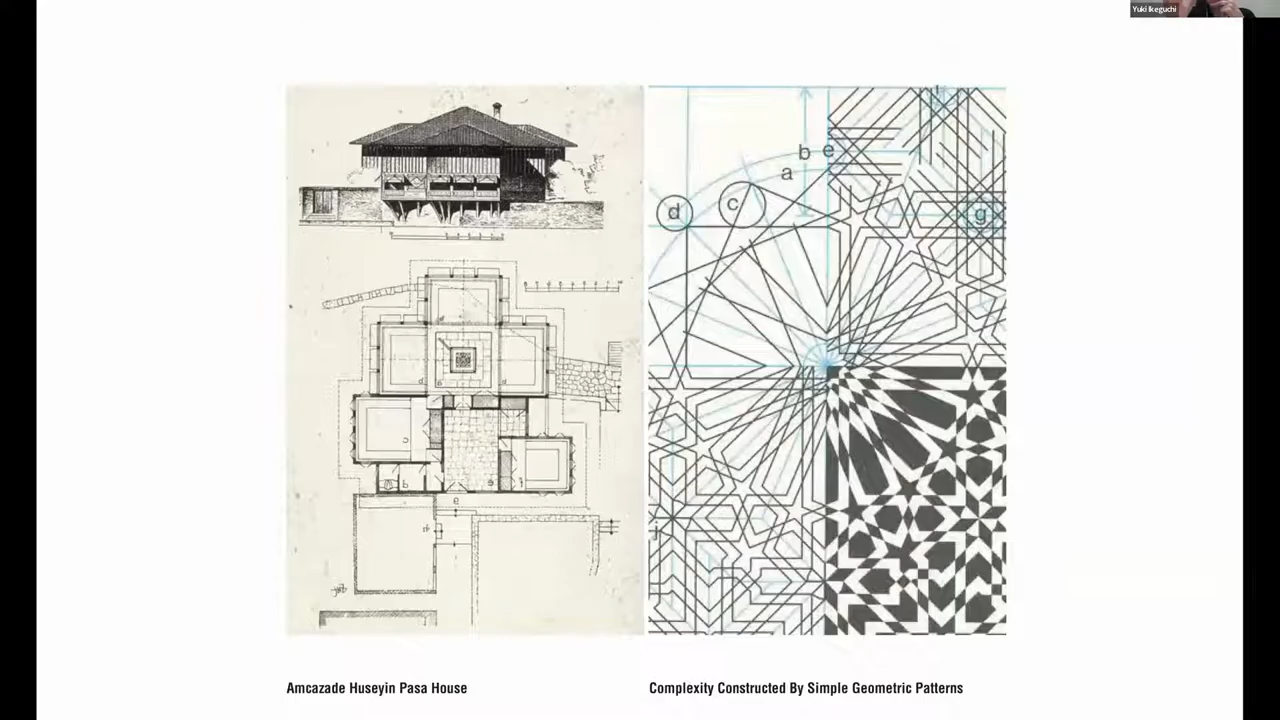 Yuki Ikeguchi
b
e
a
d
c
g
Amcazade Huseyin Pasa House
Complexity Constructed By Simple Geometric Patterns